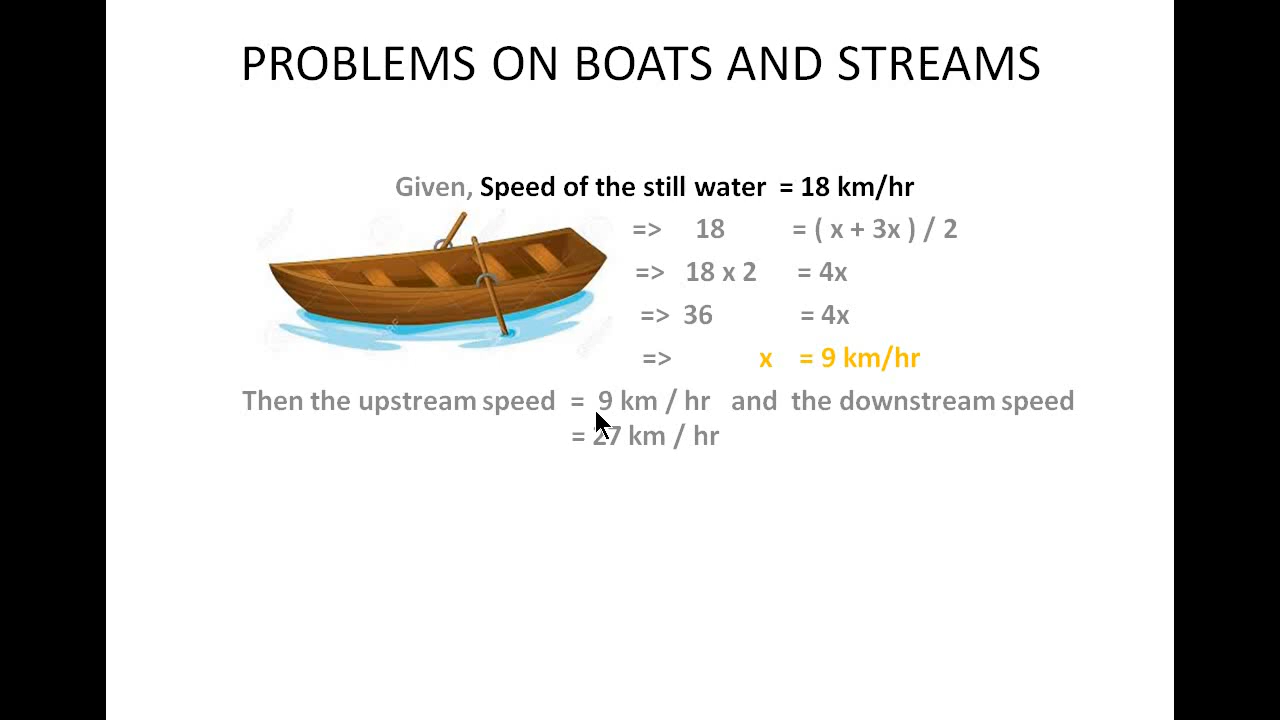 PROBLEMS ON BOATS AND STREAMS
Given, Speed of the still water = 18 km/hr
=> 18 = ( x + 3x ) / 2
=> 18 x 2 = 4x
=> 36 = 4x
=> x = 9 km/hr
Then the upstream speed = 9 km / hr and the downstream speed
= 27 km / hr